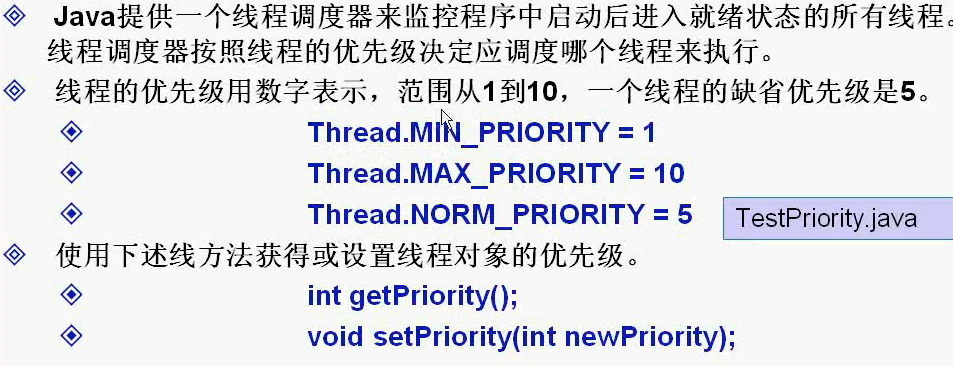 Java提供一个线程调度器来监控程序中启动后进入就绪状态的所有线程。
线程调度器按照线程的优先级决定应调度哪个线程来执行。
线程的优先级用数字表示，范围从1到10，一个线程的缺省优先级是5。
Thread.MIN_PRIORITY = 1
Thread.MAX_PRIORITY = 10
Thread.NORM_PRIORITY = 5
TestPriority.java
使用下述线方法获得或设置线程对象的优先级。
int getPriority();
void setPriority(int newPriority);